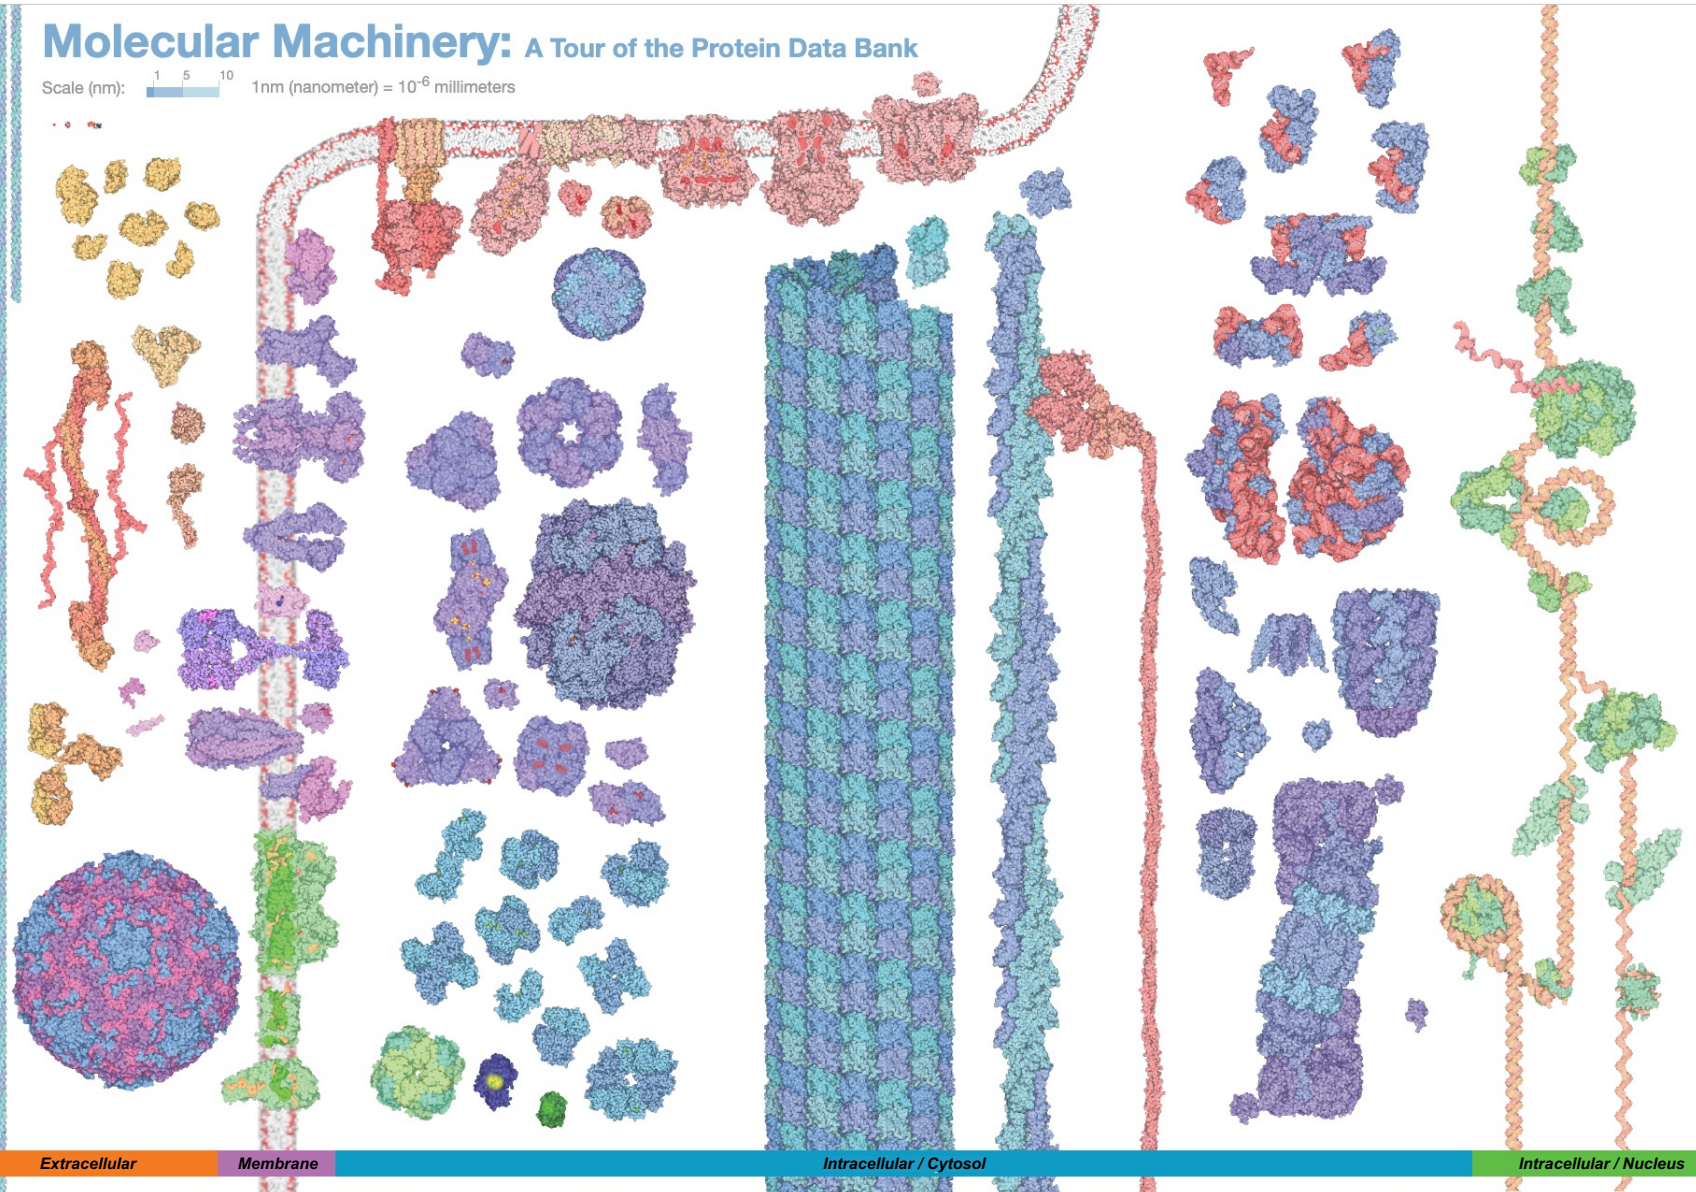 Molecular Machinery: A Tour of the Protein Data Bank
1 5 10
Scale (nm): 1nm (nanometer) = 10⁻⁶ millimeters
Extracellular Membrane Intracellular / Cytosol Intracellular / Nucleus